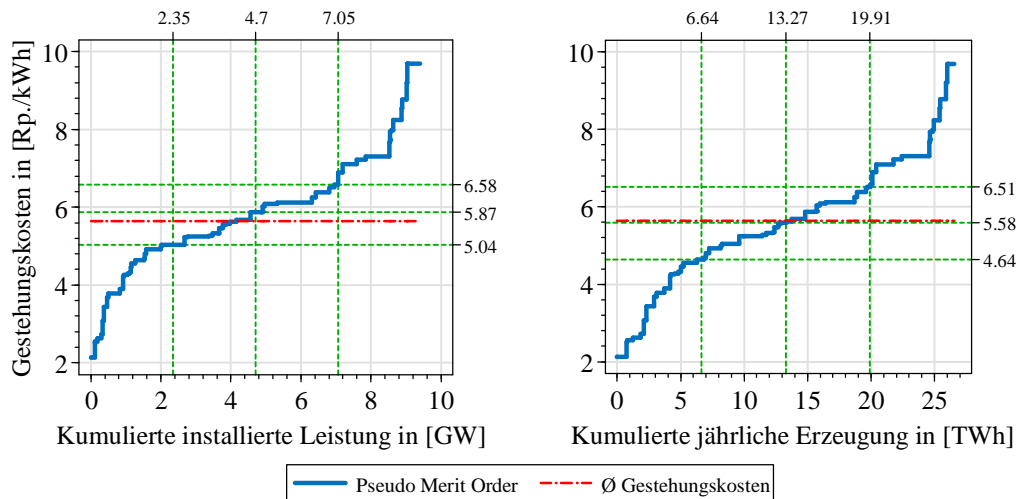 2.35 4.7 7.05
6.64 13.27 19.91
Gestehungskosten in [Rp./kWh]
10
8
6
4
2
6.58
5.87
5.04
0 2 4 6 8 10
Kumulierte installierte Leistung in [GW]
10
8
6
4
2
6.51
5.58
4.64
0 5 10 15 20 25
Kumulierte jährliche Erzeugung in [TWh]
Pseudo Merit Order Ø Gestehungskosten